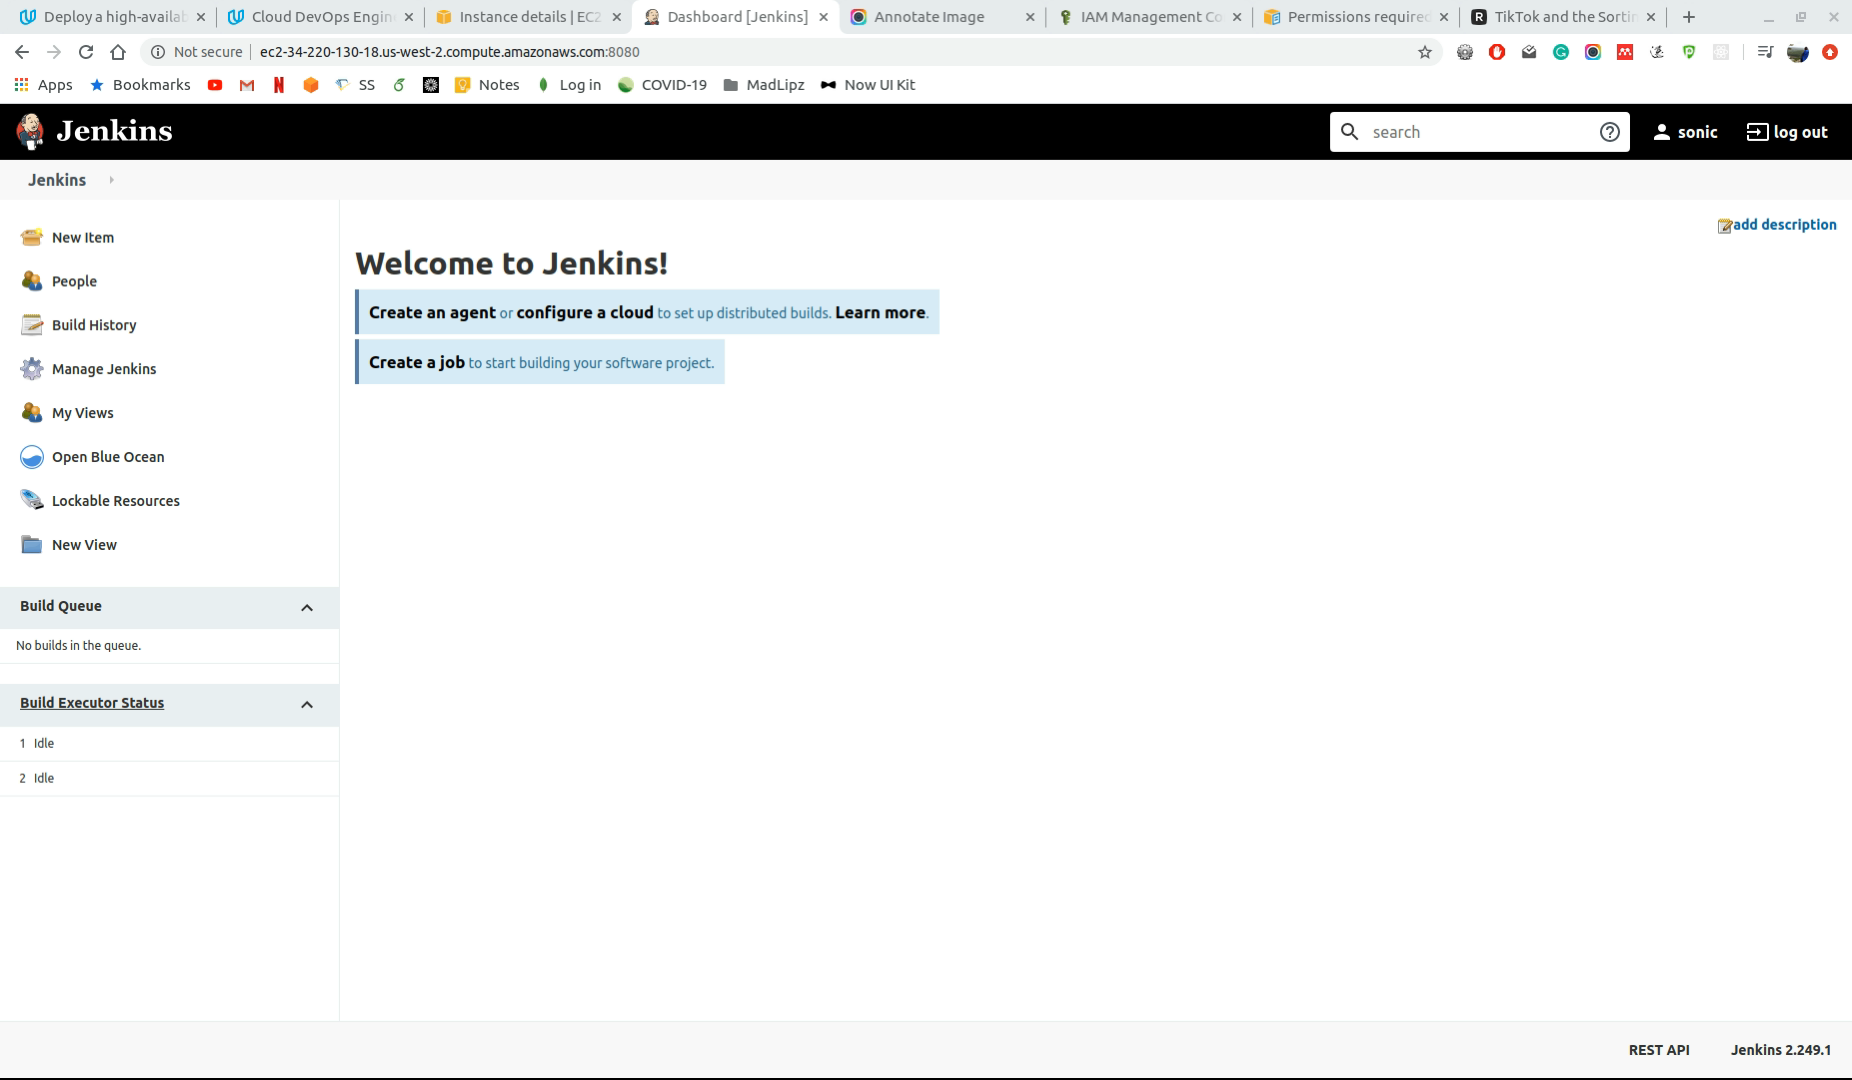 Deploy a high-availab
Cloud DevOps Engin
Instance details | EC2
Dashboard [Jenkins]
Annotate Image
IAM Management Co
Permissions required
TikTok and the Sortin
Not secure
ec2-34-220-130-18.us-west-2.compute.amazonaws.com:8080
Apps
Bookmarks
SS
Notes
Log in
COVID-19
MadLipz
Now UI Kit
Jenkins
search
sonic
log out
Jenkins
add description
New Item
People
Build History
Manage Jenkins
My Views
Open Blue Ocean
Lockable Resources
New View
Build Queue
No builds in the queue.
Build Executor Status
1 Idle
2 Idle
Welcome to Jenkins!
Create an agent or configure a cloud to set up distributed builds. Learn more.
Create a job to start building your software project.
REST API
Jenkins 2.249.1